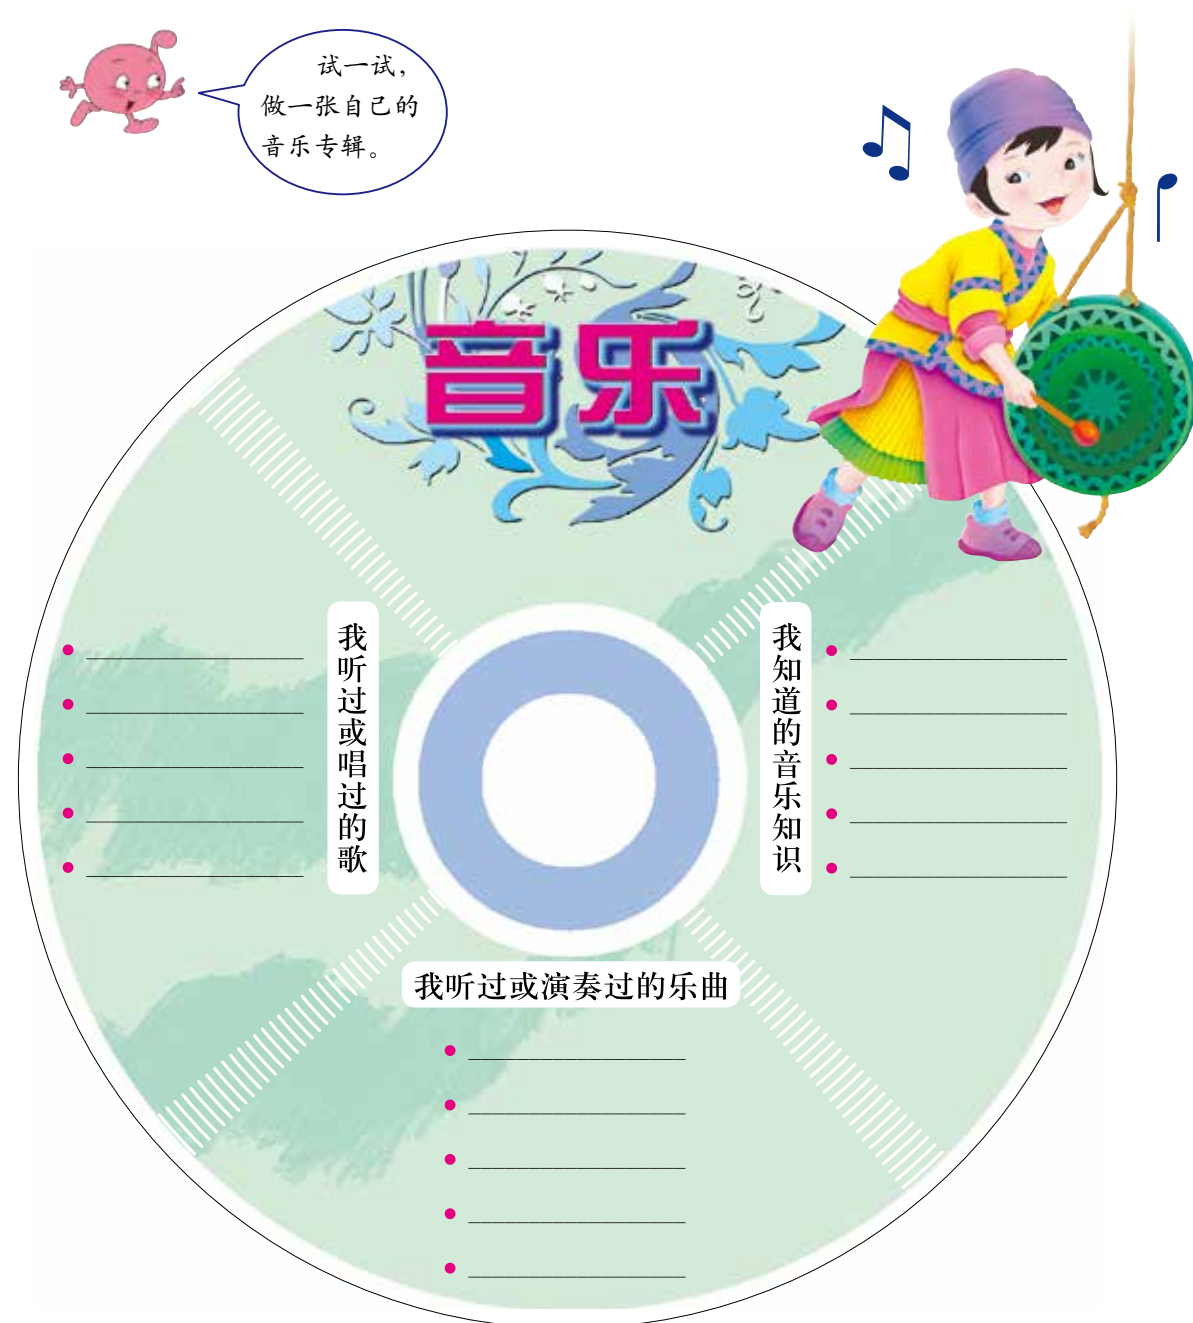 试一试，
做一张自己的
音乐专辑。
音乐
我听过或唱过的歌
我知道的音乐知识
我听过或演奏过的乐曲